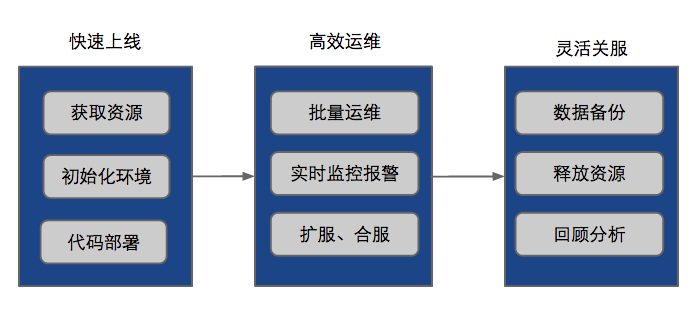 快速上线
获取资源
初始化环境
代码部署
高效运维
批量运维
实时监控报警
扩服、合服
灵活关服
数据备份
释放资源
回顾分析